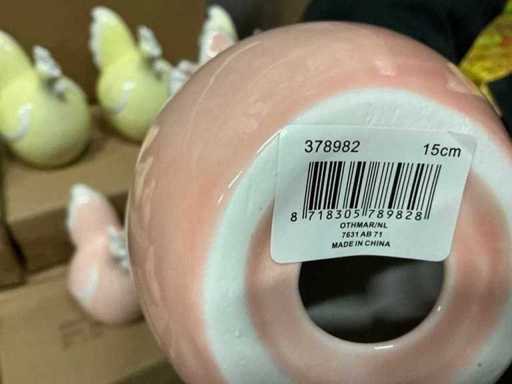 378982 15cm
8 718305 789828
OTHMAR/NL
7631 AB 71
MADE IN CHINA